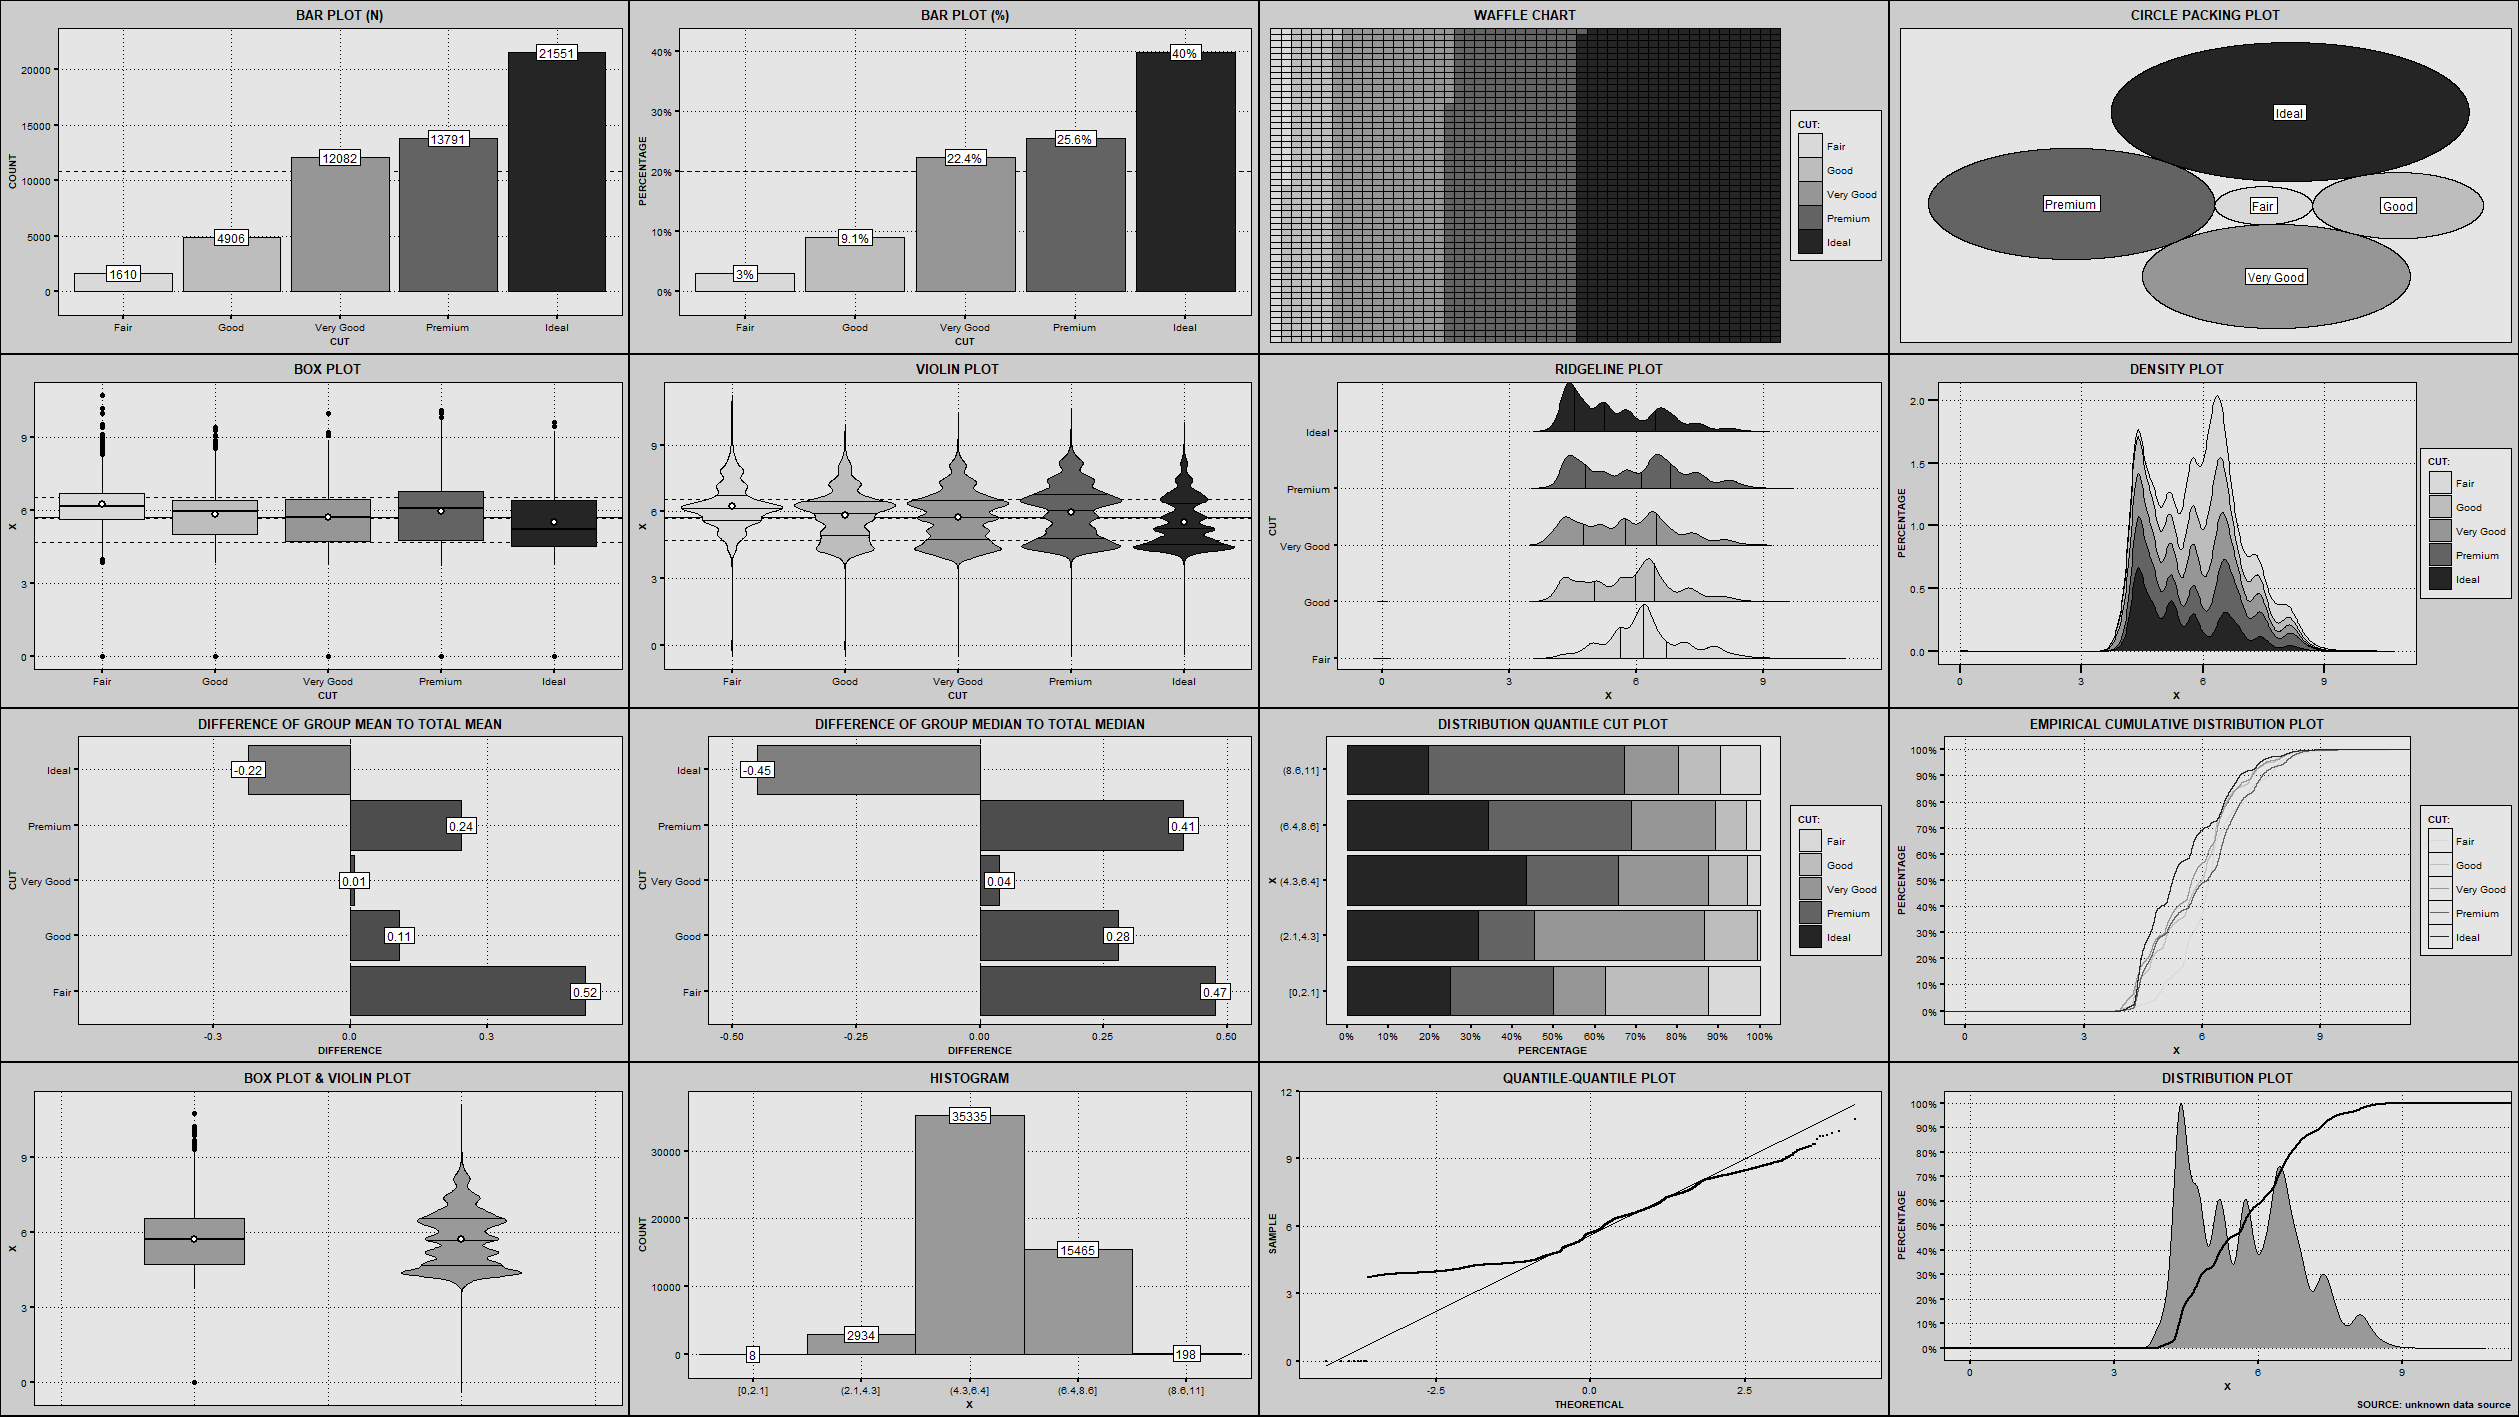 BAR PLOT (N)
COUNT
20000
15000
10000
5000
0
1610
4906
12082
13791
21551
Fair
Good
Very Good
Premium
Ideal
CUT
BAR PLOT (%)
PERCENTAGE
40%
30%
20%
10%
0%
3%
9.1%
22.4%
25.6%
40%
Fair
Good
Very Good
Premium
Ideal
CUT
WAFFLE CHART
CUT:
Fair
Good
Very Good
Premium
Ideal
CIRCLE PACKING PLOT
Ideal
Premium
Fair
Good
Very Good
BOX PLOT
X
9
6
3
0
Fair
Good
Very Good
Premium
Ideal
CUT
VIOLIN PLOT
X
9
6
3
0
Fair
Good
Very Good
Premium
Ideal
CUT
RIDGELINE PLOT
CUT
Ideal
Premium
Very Good
Good
Fair
0
3
6
9
X
DENSITY PLOT
PERCENTAGE
2.0
1.5
1.0
0.5
0.0
0
3
6
9
X
CUT:
Fair
Good
Very Good
Premium
Ideal
DIFFERENCE OF GROUP MEAN TO TOTAL MEAN
CUT
Ideal
Premium
Very Good
Good
Fair
-0.22
0.24
0.01
0.11
0.52
-0.3
0.0
0.3
DIFFERENCE
DIFFERENCE OF GROUP MEDIAN TO TOTAL MEDIAN
CUT
Ideal
Premium
Very Good
Good
Fair
-0.45
0.41
0.04
0.28
0.47
-0.50
-0.25
0.00
0.25
0.50
DIFFERENCE
DISTRIBUTION QUANTILE CUT PLOT
X
(8.6,11]
(6.4,8.6]
(4.3,6.4]
(2.1,4.3]
[0,2.1]
0%
10%
20%
30%
40%
50%
60%
70%
80%
90%
100%
PERCENTAGE
CUT:
Fair
Good
Very Good
Premium
Ideal
EMPIRICAL CUMULATIVE DISTRIBUTION PLOT
PERCENTAGE
100%
90%
80%
70%
60%
50%
40%
30%
20%
10%
0%
0
3
6
9
X
CUT:
Fair
Good
Very Good
Premium
Ideal
BOX PLOT & VIOLIN PLOT
X
9
6
3
0
HISTOGRAM
COUNT
30000
20000
10000
0
8
2934
35335
15465
198
[0,2.1]
(2.1,4.3]
(4.3,6.4]
(6.4,8.6]
(8.6,11]
X
QUANTILE-QUANTILE PLOT
SAMPLE
12
9
6
3
0
-2.5
0.0
2.5
THEORETICAL
DISTRIBUTION PLOT
PERCENTAGE
100%
90%
80%
70%
60%
50%
40%
30%
20%
10%
0%
0
3
6
9
X
SOURCE: unknown data source